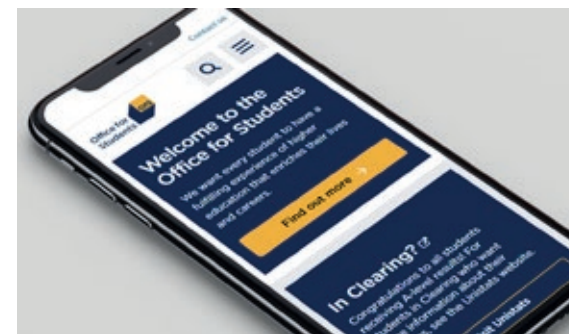 Contact us
Office for
Students
OfS
Welcome to the
Office for Students
We want every student to have a
fulfilling experience of higher
education that enriches their lives
and careers.
Find out more →
In Clearing?
Congratulations to all students
receiving A-level results! For
students in Clearing who want
information about their
see the Unistats website.
Unistats